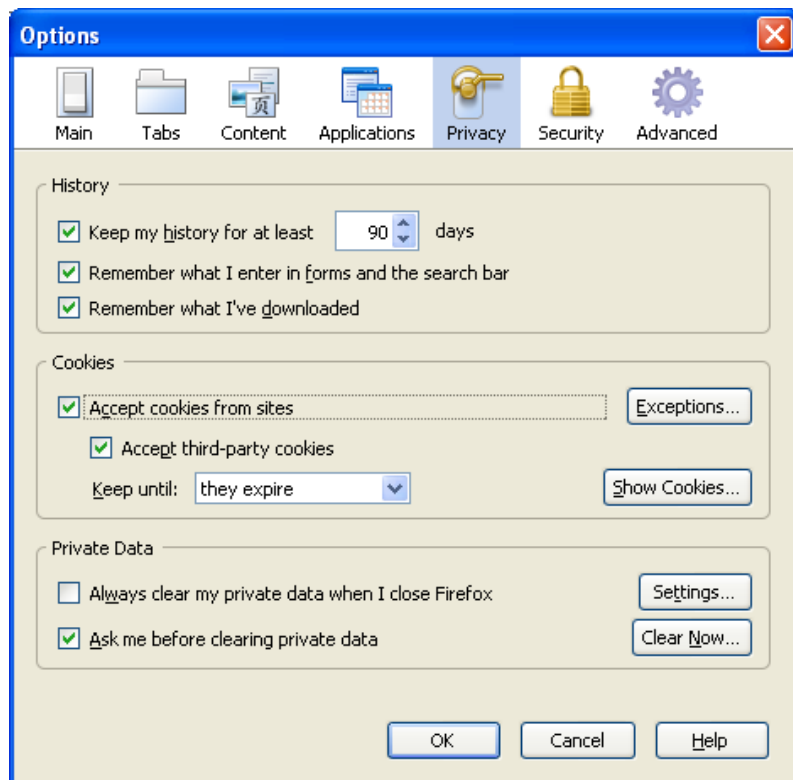 Options
Main Tabs Content Applications Privacy Security Advanced
History
Keep my history for at least 90 days
Remember what I enter in forms and the search bar
Remember what I've downloaded
Cookies
Accept cookies from sites Exceptions...
Accept third-party cookies
Keep until: they expire Show Cookies...
Private Data
Always clear my private data when I close Firefox Settings...
Ask me before clearing private data Clear Now...
OK Cancel Help
页